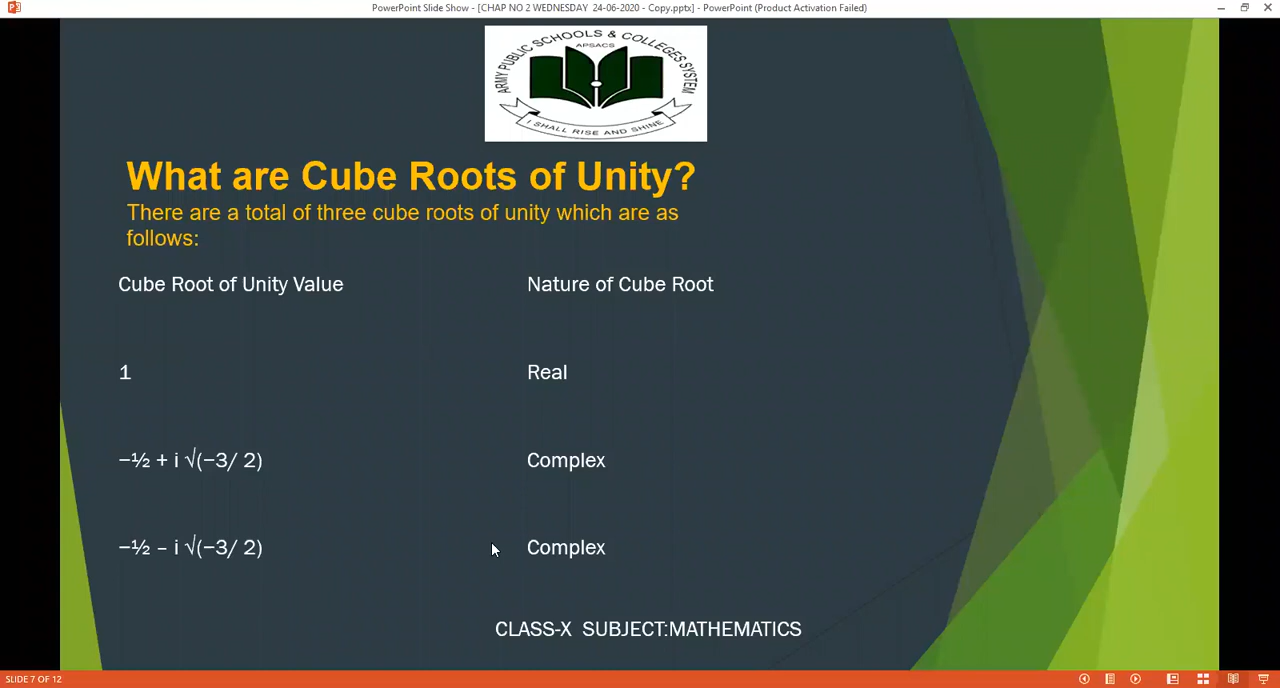 PowerPoint Slide Show - [CHAP NO 2 WEDNESDAY  24-06-2020 - Copy.pptx] - PowerPoint (Product Activation Failed)
ARMY PUBLIC SCHOOLS & COLLEGES SYSTEM
APSACS
I SHALL RISE AND SHINE
What are Cube Roots of Unity?
There are a total of three cube roots of unity which are as
follows:
Cube Root of Unity Value Nature of Cube Root
1 Real
−½ + i √(−3/ 2) Complex
−½ – i √(−3/ 2) Complex
CLASS-X  SUBJECT:MATHEMATICS
SLIDE 7 OF 12